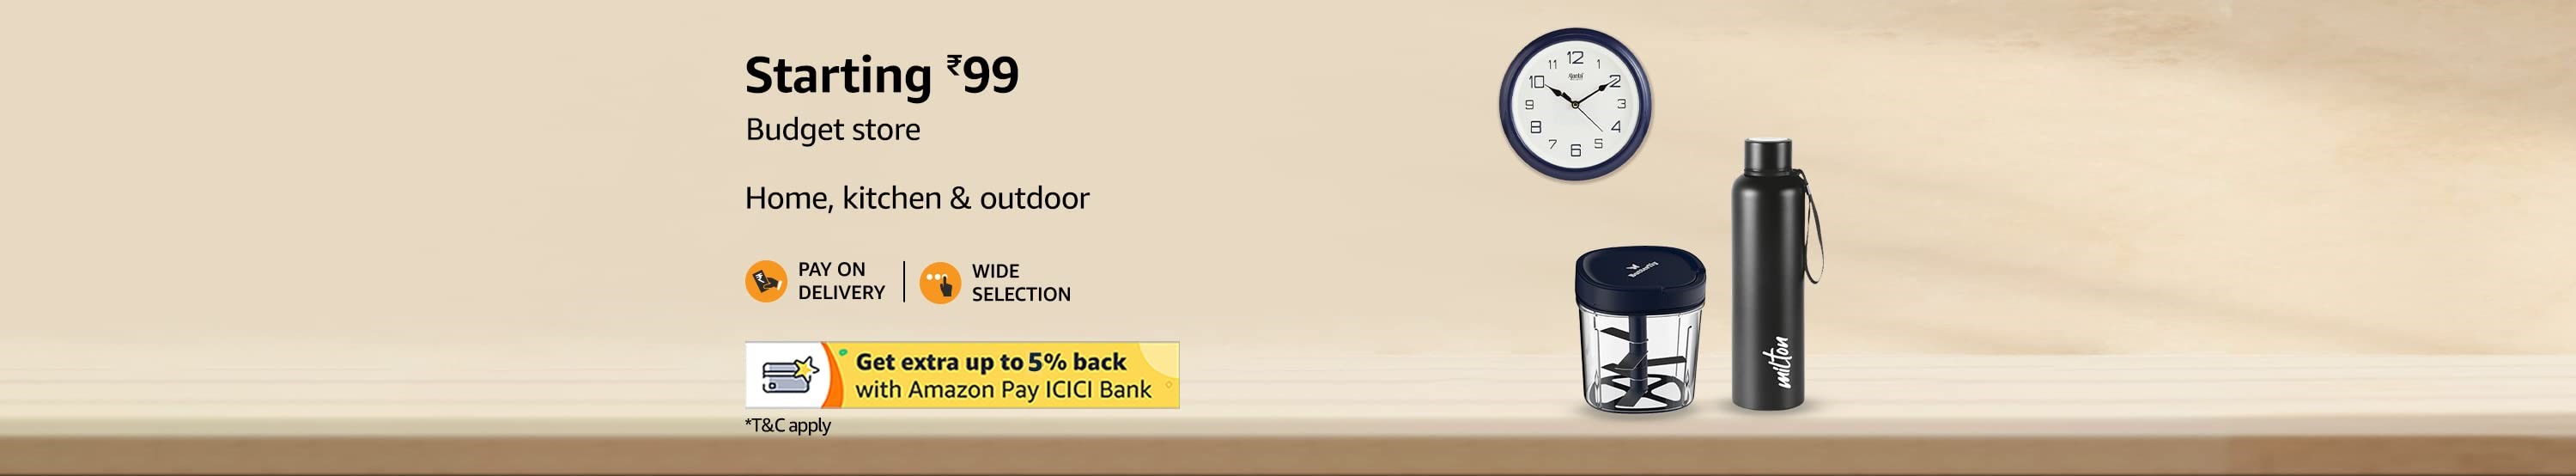 Starting ₹99
Budget store
Home, kitchen & outdoor
PAY ON
DELIVERY
WIDE
SELECTION
Get extra up to 5% back
with Amazon Pay ICICI Bank
*T&C apply
12
11 1
10 2
9 3
8 4
7 5
6
Butterfly
milton